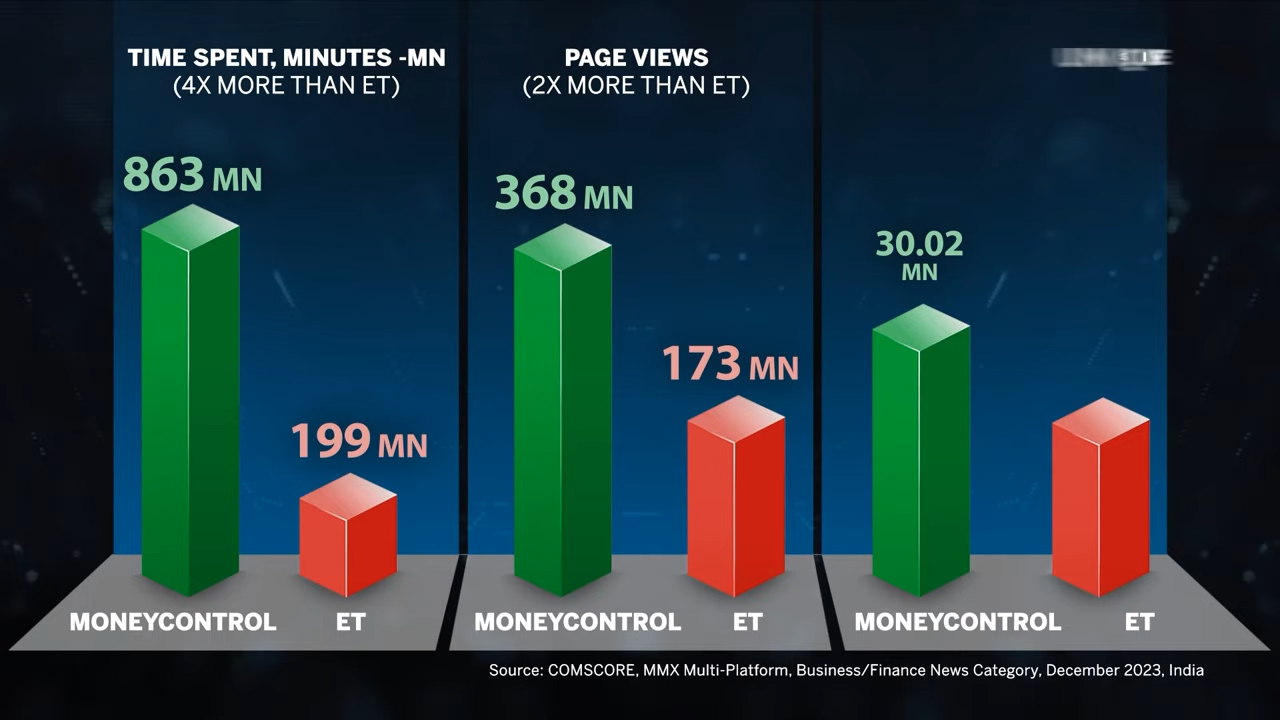 TIME SPENT, MINUTES -MN
(4X MORE THAN ET)
863 MN
199 MN
MONEYCONTROL
ET
PAGE VIEWS
(2X MORE THAN ET)
368 MN
173 MN
MONEYCONTROL
ET
30.02
MN
MONEYCONTROL
ET
Source: COMSCORE, MMX Multi-Platform, Business/Finance News Category, December 2023, India